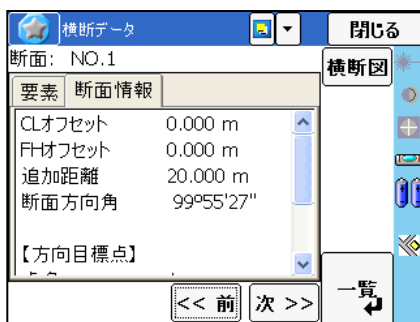 横断データ
閉じる
断面: NO.1
横断図
要素 断面情報
CLオフセット 0.000 m
FHオフセット 0.000 m
追加距離 20.000 m
断面方向角 99°55'27"
【方向目標点】
<< 前 次 >>
一覧